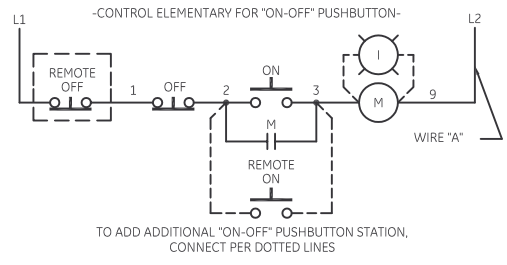 -CONTROL ELEMENTARY FOR "ON-OFF" PUSHBUTTON-
L1
L2
REMOTE
OFF
1
OFF
2
ON
3
I
M
9
M
WIRE "A"
REMOTE
ON
TO ADD ADDITIONAL "ON-OFF" PUSHBUTTON STATION,
CONNECT PER DOTTED LINES